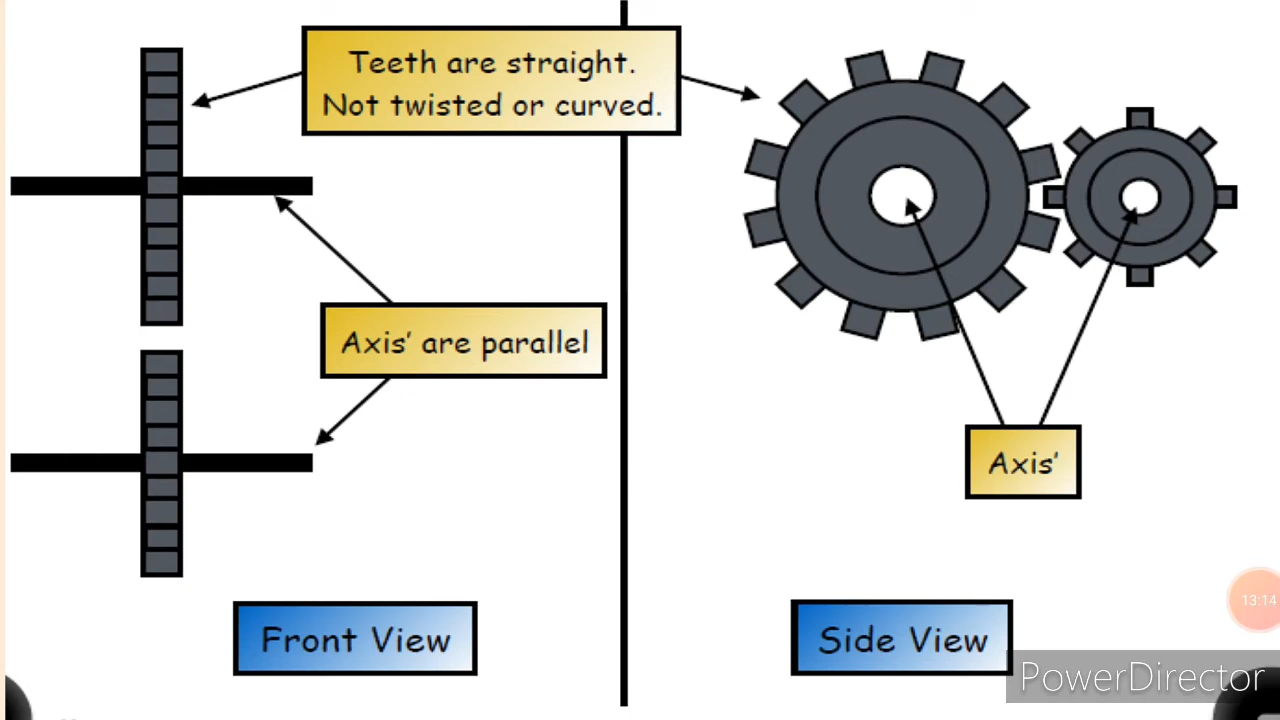 Teeth are straight.
Not twisted or curved.
Axis’ are parallel
Axis’
Front View
Side View
13:14
PowerDirector